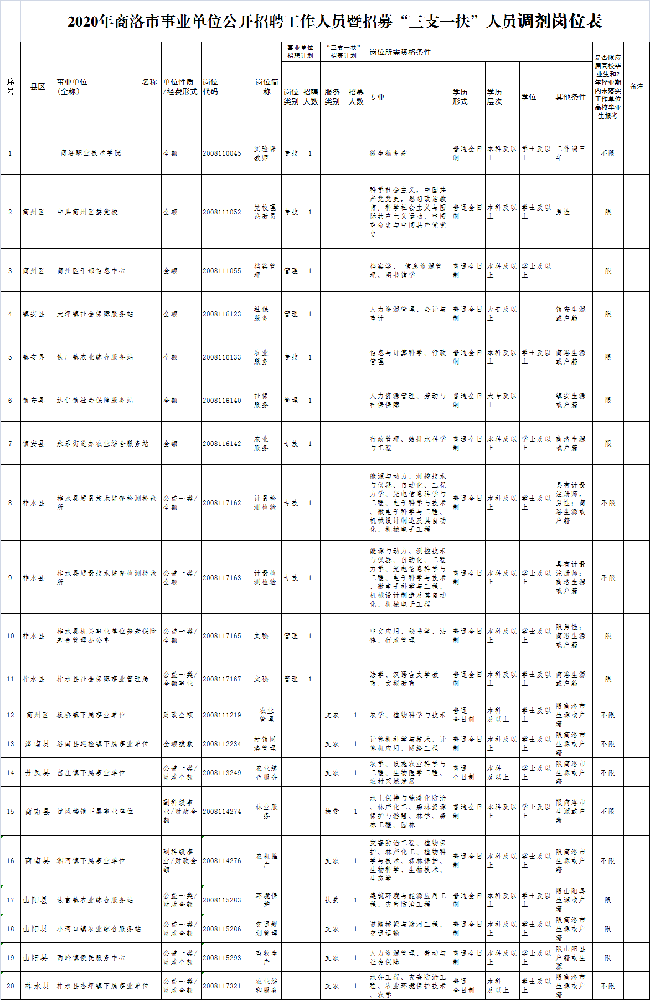 2020年商洛市事业单位公开招聘工作人员暨招募“三支一扶”人员调剂岗位表
序号 县区 事业单位 名称(全称) 单位性质/经费形式 岗位代码 岗位简称 事业单位招聘计划 “三支一扶”招募计划 岗位所需资格条件 是否限应届高校毕业生和2年择业期内未落实工作单位高校毕业生报考 备注
岗位类别 招聘人数 服务类别 招募人数 专业 学历形式 学历层次 学位 其他条件
1 商洛职业技术学院 全额 2008110045 实验课教师 专技 1 微生物免疫 普通全日制 本科及以上 学士及以上 工作满三年 不限
2 商州区 中共商州区委党校 全额 2008111052 党校理论教员 专技 1 科学社会主义，中国共产党党史，思想政治教育，科学社会主义与国际共产主义运动，中国革命史与中国共产党党史 普通全日制 本科及以上 学士及以上 男性 限
3 商州区 商州区干部信息中心 全额 2008111055 档案管理 管理 1 档案学、 信息资源管理、图书馆学 普通全日制 本科及以上 学士及以上 限
4 镇安县 大坪镇社会保障服务站 全额 2008116123 社保服务 管理 1 人力资源管理、会计与审计 普通全日制 大专及以上 镇安生源或户籍 限
5 镇安县 铁厂镇农业综合服务站 全额 2008116133 农业服务 专技 1 信息与计算科学、行政管理 普通全日制 本科及以上 学士及以上 商洛生源或户籍 限
6 镇安县 达仁镇社会保障服务站 全额 2008116140 社保服务 管理 1 人力资源管理、劳动与社保保障 普通全日制 大专及以上 镇安生源或户籍 限
7 镇安县 永乐街道办农业综合服务站 全额 2008116142 农业服务 专技 1 行政管理、给排水科学与工程 普通全日制 本科及以上 学士及以上 商洛生源或户籍 限
8 柞水县 柞水县质量技术监督检测检验所 公益一类/全额 2008117162 计量检测检验 专技 1 能源与动力、测控技术与仪器、自动化、工程力学、光电信息科学与工程、电子科学与技术、微电子科学与工程、机械设计制造及其自动化、机械电子工程 普通全日制 本科及以上 学士及以上 具有计量注册师，男性；商洛生源或户籍 不限
9 柞水县 柞水县质量技术监督检测检验所 公益一类/全额 2008117163 计量检测检验 专技 1 能源与动力、测控技术与仪器、自动化、工程力学、光电信息科学与工程、电子科学与技术、微电子科学与工程、机械设计制造及其自动化、机械电子工程 普通全日制 本科及以上 学士及以上 具有计量注册师；商洛生源或户籍 不限
10 柞水县 柞水县机关事业单位养老保险基金管理办公室 公益一类/全额 2008117165 文秘 管理 1 中文应用、秘书学、法律、行政管理 普通全日制 本科及以上 学士及以上 限男性；商洛生源或户籍 限
11 柞水县 柞水县社会保障事业管理局 公益一类/全额事业 2008117167 文秘 管理 1 法学、汉语言文学教育，文秘教育 普通全日制 本科及以上 学士及以上 商洛生源或户籍 限
12 商州区 板桥镇下属事业单位 财政全额 2008111219 农业管理 支农 1 农学、植物科学与技术 普通全日制 本科及以上 学士及以上 限商洛市生源或户籍 不限
13 洛南县 洛南县巡检镇下属事业单位 全额拨款 2008112234 村镇网络管理 支农 1 计算机科学与技术，计算机应用，网络工程 普通全日制 本科及以上 学士及以上 限商洛市生源或户籍 不限
14 丹凤县 峦庄镇下属事业单位 公益一类/财政全额 2008113249 农业综合服务 支农 1 农学、设施农业科学与工程、生物医学工程、农村区域发展 普通全日制 本科及以上 学士及以上 限商洛市生源或户籍 不限
15 商南县 过风楼镇下属事业单位 副科级事业/财政全额 2008114274 林业服务 扶贫 1 水土保持与荒漠化防治、林产化工、森林资源保护与游憩、林学、森林工程、园林 普通全日制 本科及以上 学士及以上 限商洛市生源或户籍 不限
16 商南县 湘河镇下属事业单位 副科级事业/财政全额 2008114276 农机推广 支农 1 灾害防治工程、植物保护、林产化工、植物科学与技术、森林保护、生物科学、生物技术、生态学 普通全日制 本科及以上 学士及以上 限商洛市生源或户籍 不限
17 山阳县 法官镇农业综合服务站 公益一类/财政全额 2008115283 环境保护 扶贫 1 建筑环境与能源应用工程、灾害防治工程 普通全日制 本科及以上 学士及以上 限山阳县生源或户籍 限
18 山阳县 小河口镇农业综合服务站 公益一类/财政全额 2008115286 交通规划管理 支农 1 道路桥梁与渡河工程、交通运输 普通全日制 本科及以上 学士及以上 限商洛市生源或户籍 限
19 山阳县 两岭镇便民服务中心 公益一类/财政全额 2008115293 畜牧生产 支农 1 人力资源管理、劳动与社会保障 普通全日制 本科及以上 学士及以上 限山阳县户籍或生源 限
20 柞水县 柞水县杏坪镇下属事业单位 公益一类/财政全额 2008117321 农业综和服务 支农 1 水务工程、灾害防治工程、农业环境保护技术、农学 普通全日制 本科及以上 学士及以上 限商洛市生源或户籍 不限